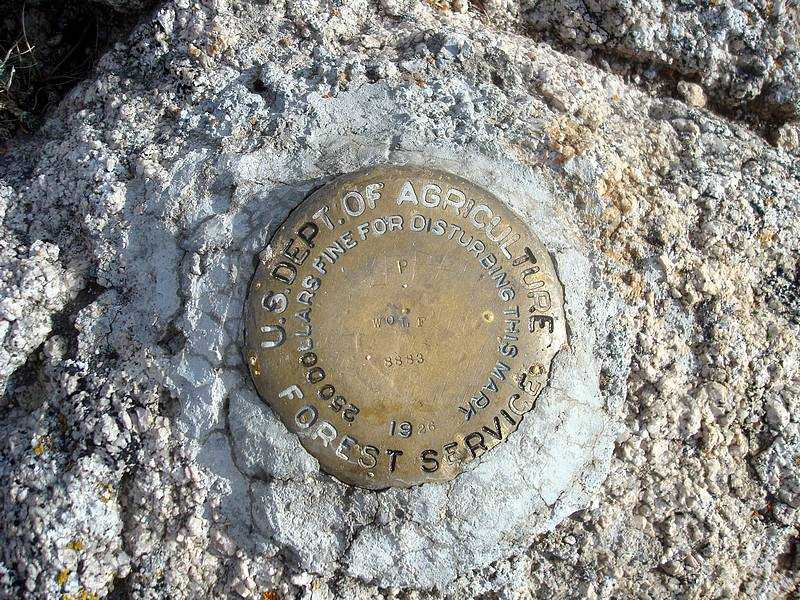 U.S. DEPT. OF AGRICULTURE
250 DOLLARS FINE FOR DISTURBING THIS MARK
P
WOLF
8883
1926
FOREST SERVICE